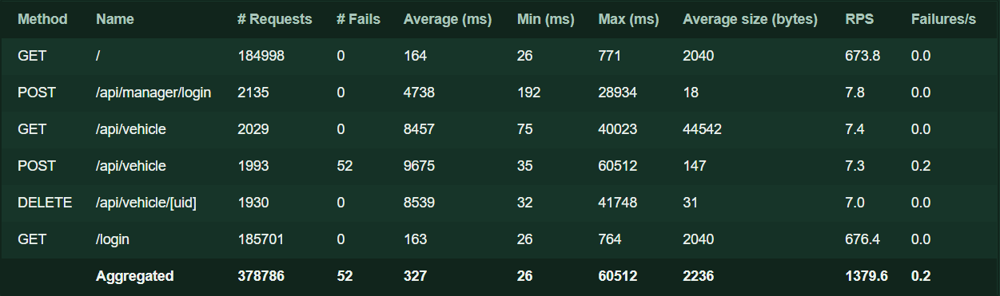 Method Name # Requests # Fails Average (ms) Min (ms) Max (ms) Average size (bytes) RPS Failures/s
GET / 184998 0 164 26 771 2040 673.8 0.0
POST /api/manager/login 2135 0 4738 192 28934 18 7.8 0.0
GET /api/vehicle 2029 0 8457 75 40023 44542 7.4 0.0
POST /api/vehicle 1993 52 9675 35 60512 147 7.3 0.2
DELETE /api/vehicle/[uid] 1930 0 8539 32 41748 31 7.0 0.0
GET /login 185701 0 163 26 764 2040 676.4 0.0
Aggregated 378786 52 327 26 60512 2236 1379.6 0.2